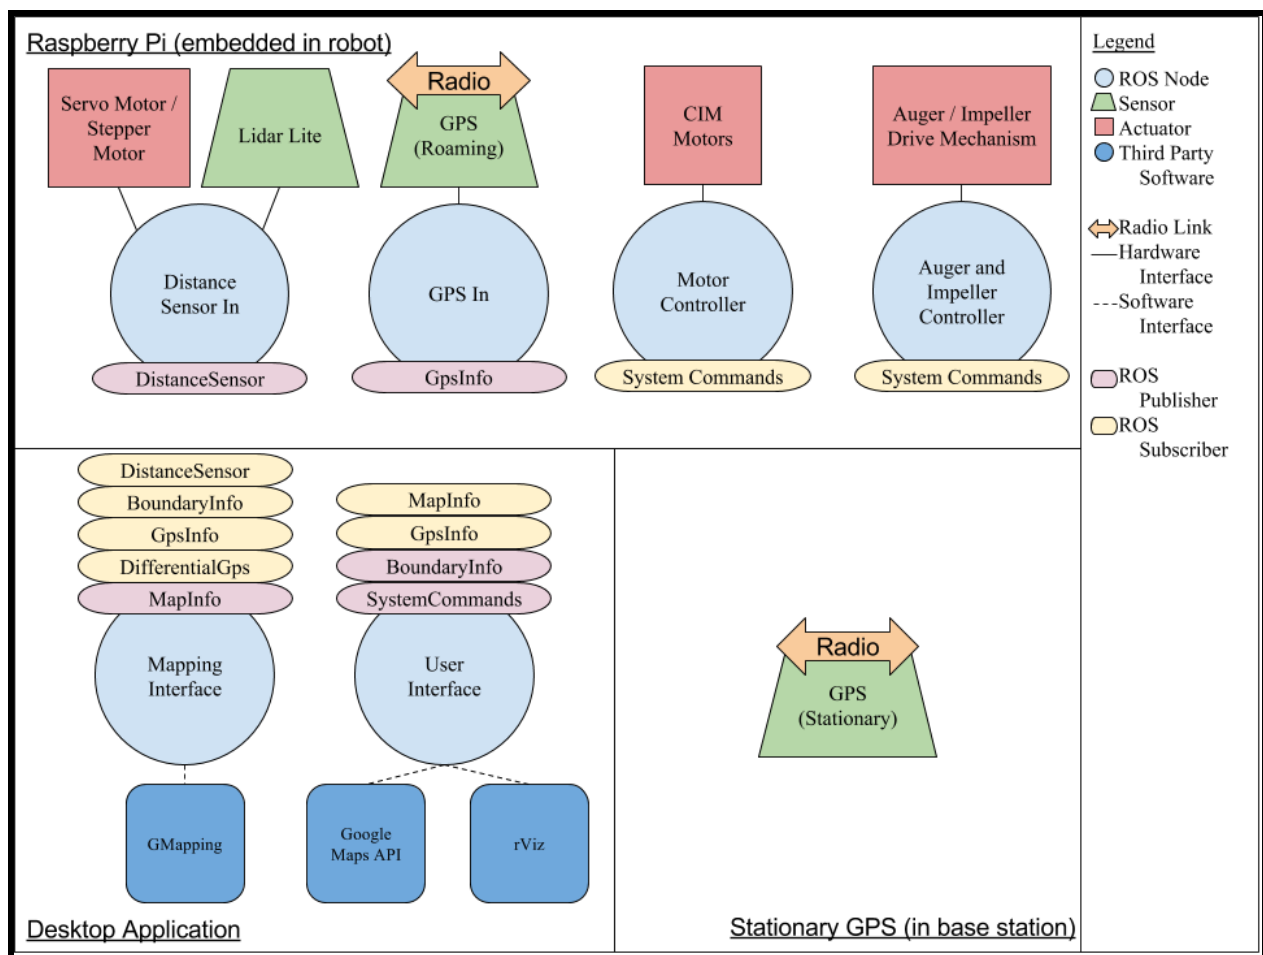 Raspberry Pi (embedded in robot)
Servo Motor /
Stepper
Motor
Lidar Lite
Radio
GPS
(Roaming)
CIM
Motors
Auger / Impeller
Drive Mechanism
Distance
Sensor In
GPS In
Motor
Controller
Auger and
Impeller
Controller
DistanceSensor
GpsInfo
System Commands
System Commands
Legend
ROS Node
Sensor
Actuator
Third Party
Software
Radio Link
Hardware
Interface
Software
Interface
ROS
Publisher
ROS
Subscriber
DistanceSensor
BoundaryInfo
GpsInfo
DifferentialGps
MapInfo
Mapping
Interface
GMapping
MapInfo
GpsInfo
BoundaryInfo
SystemCommands
User
Interface
Google
Maps API
rViz
Desktop Application
Radio
GPS
(Stationary)
Stationary GPS (in base station)